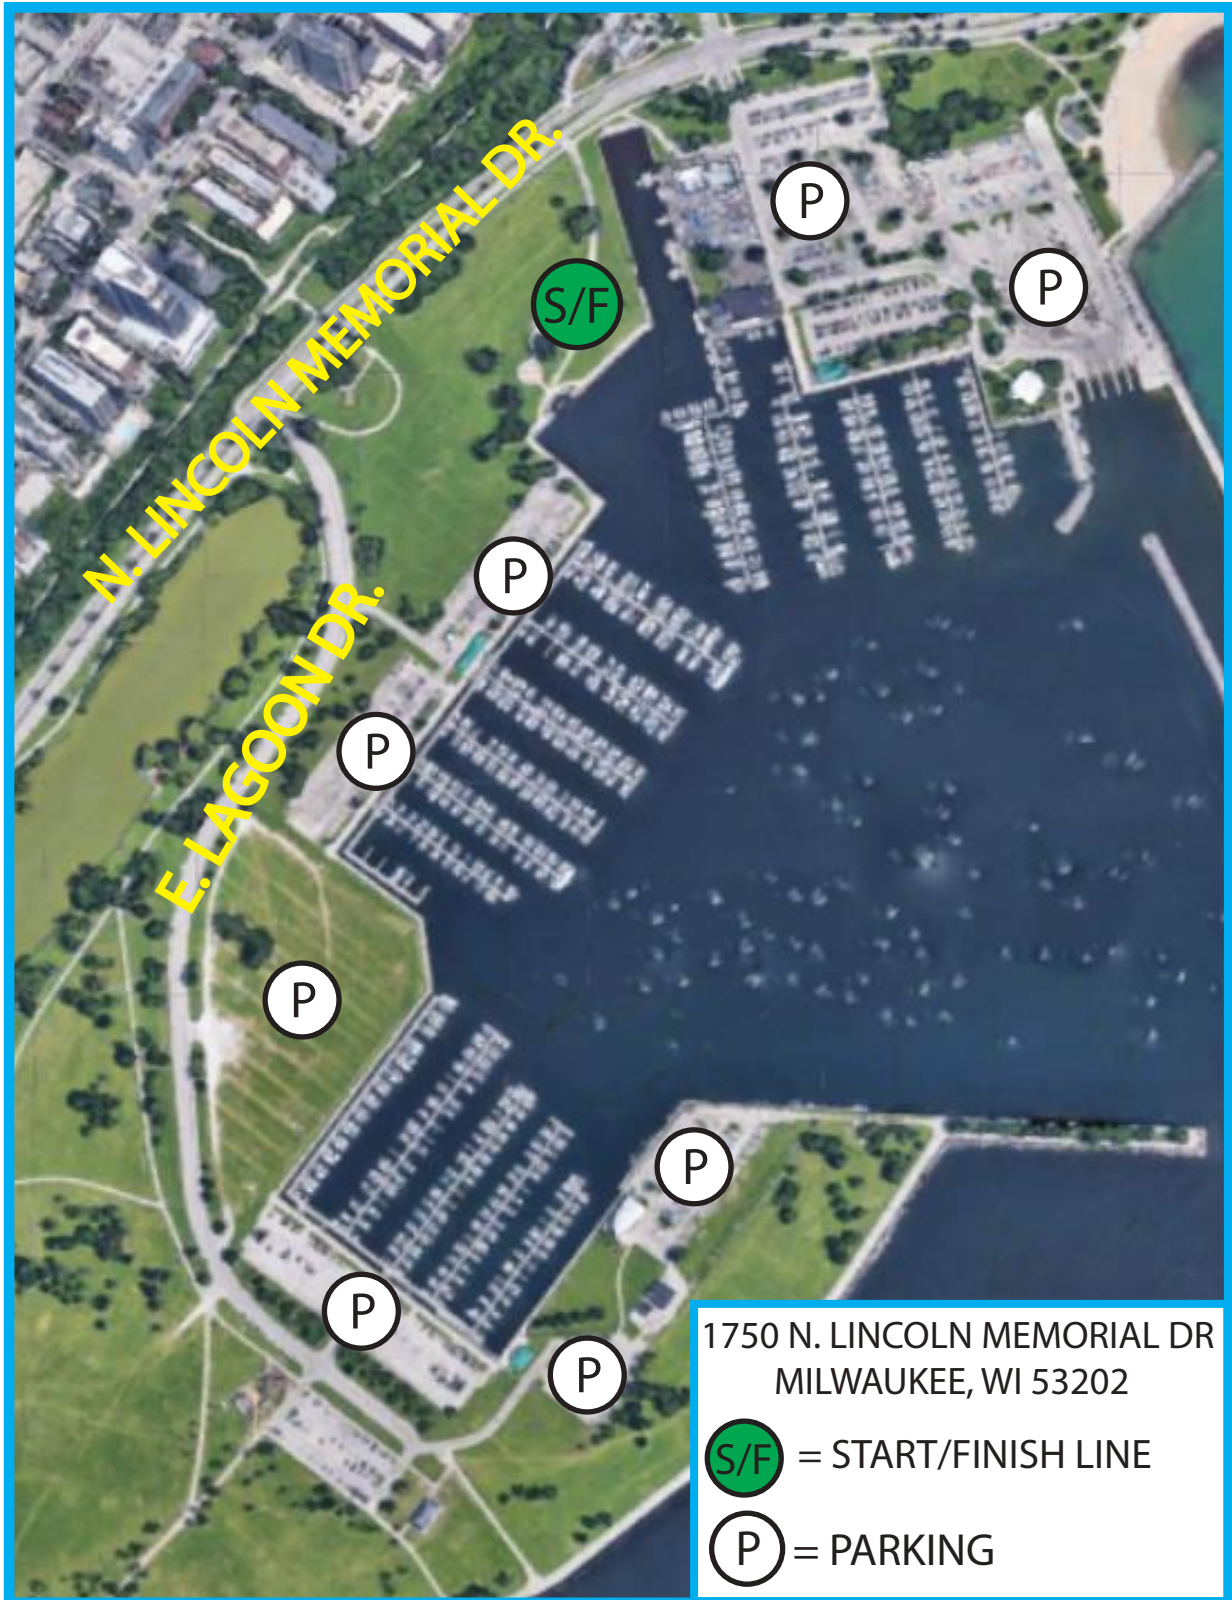 N. LINCOLN MEMORIAL DR.
P
P
S/F
P
E. LAGOON DR.
P
P
P
P
P
1750 N. LINCOLN MEMORIAL DR
MILWAUKEE, WI 53202
S/F = START/FINISH LINE
P = PARKING